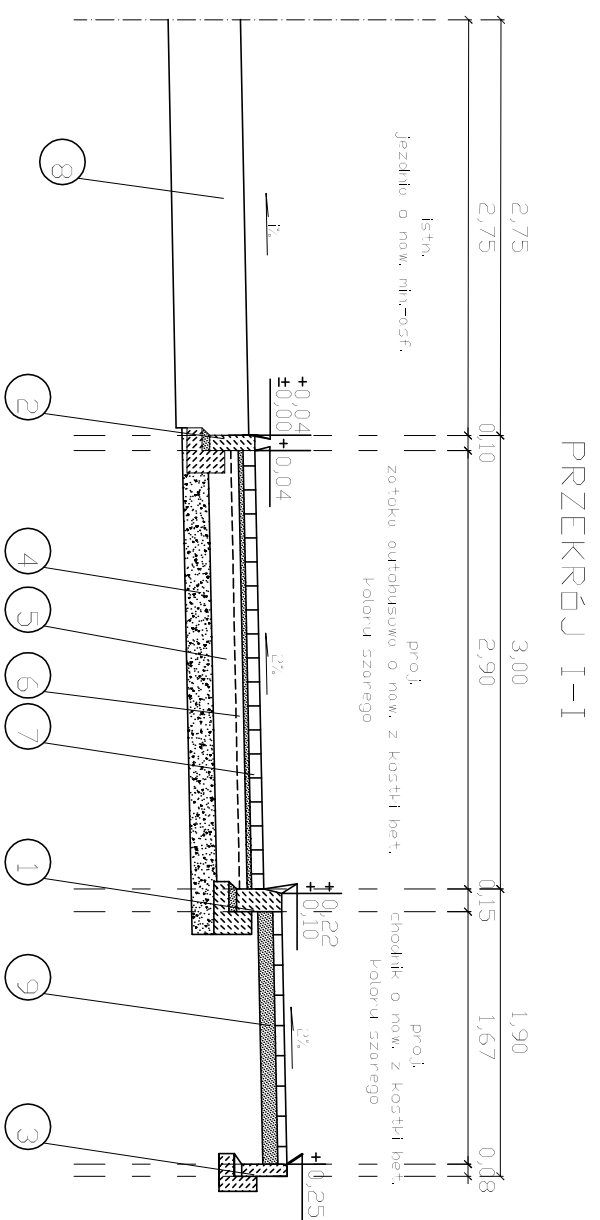 PRZEKRÓJ I-I
2,75
3,00
1,90
2,75
0,10
2,90
0,15
1,67
0,08
istn.
jezdnia o naw. min.-asf.
proj.
zatoka autobusowa o naw. z kostki bet.
koloru szarego
proj.
chodnik o naw. z kostki bet.
koloru szarego
+0,04
±0,00
+0,04
+0,22
+0,10
+0,25
i%
2%
2%
8
2
4
5
6
7
1
9
3